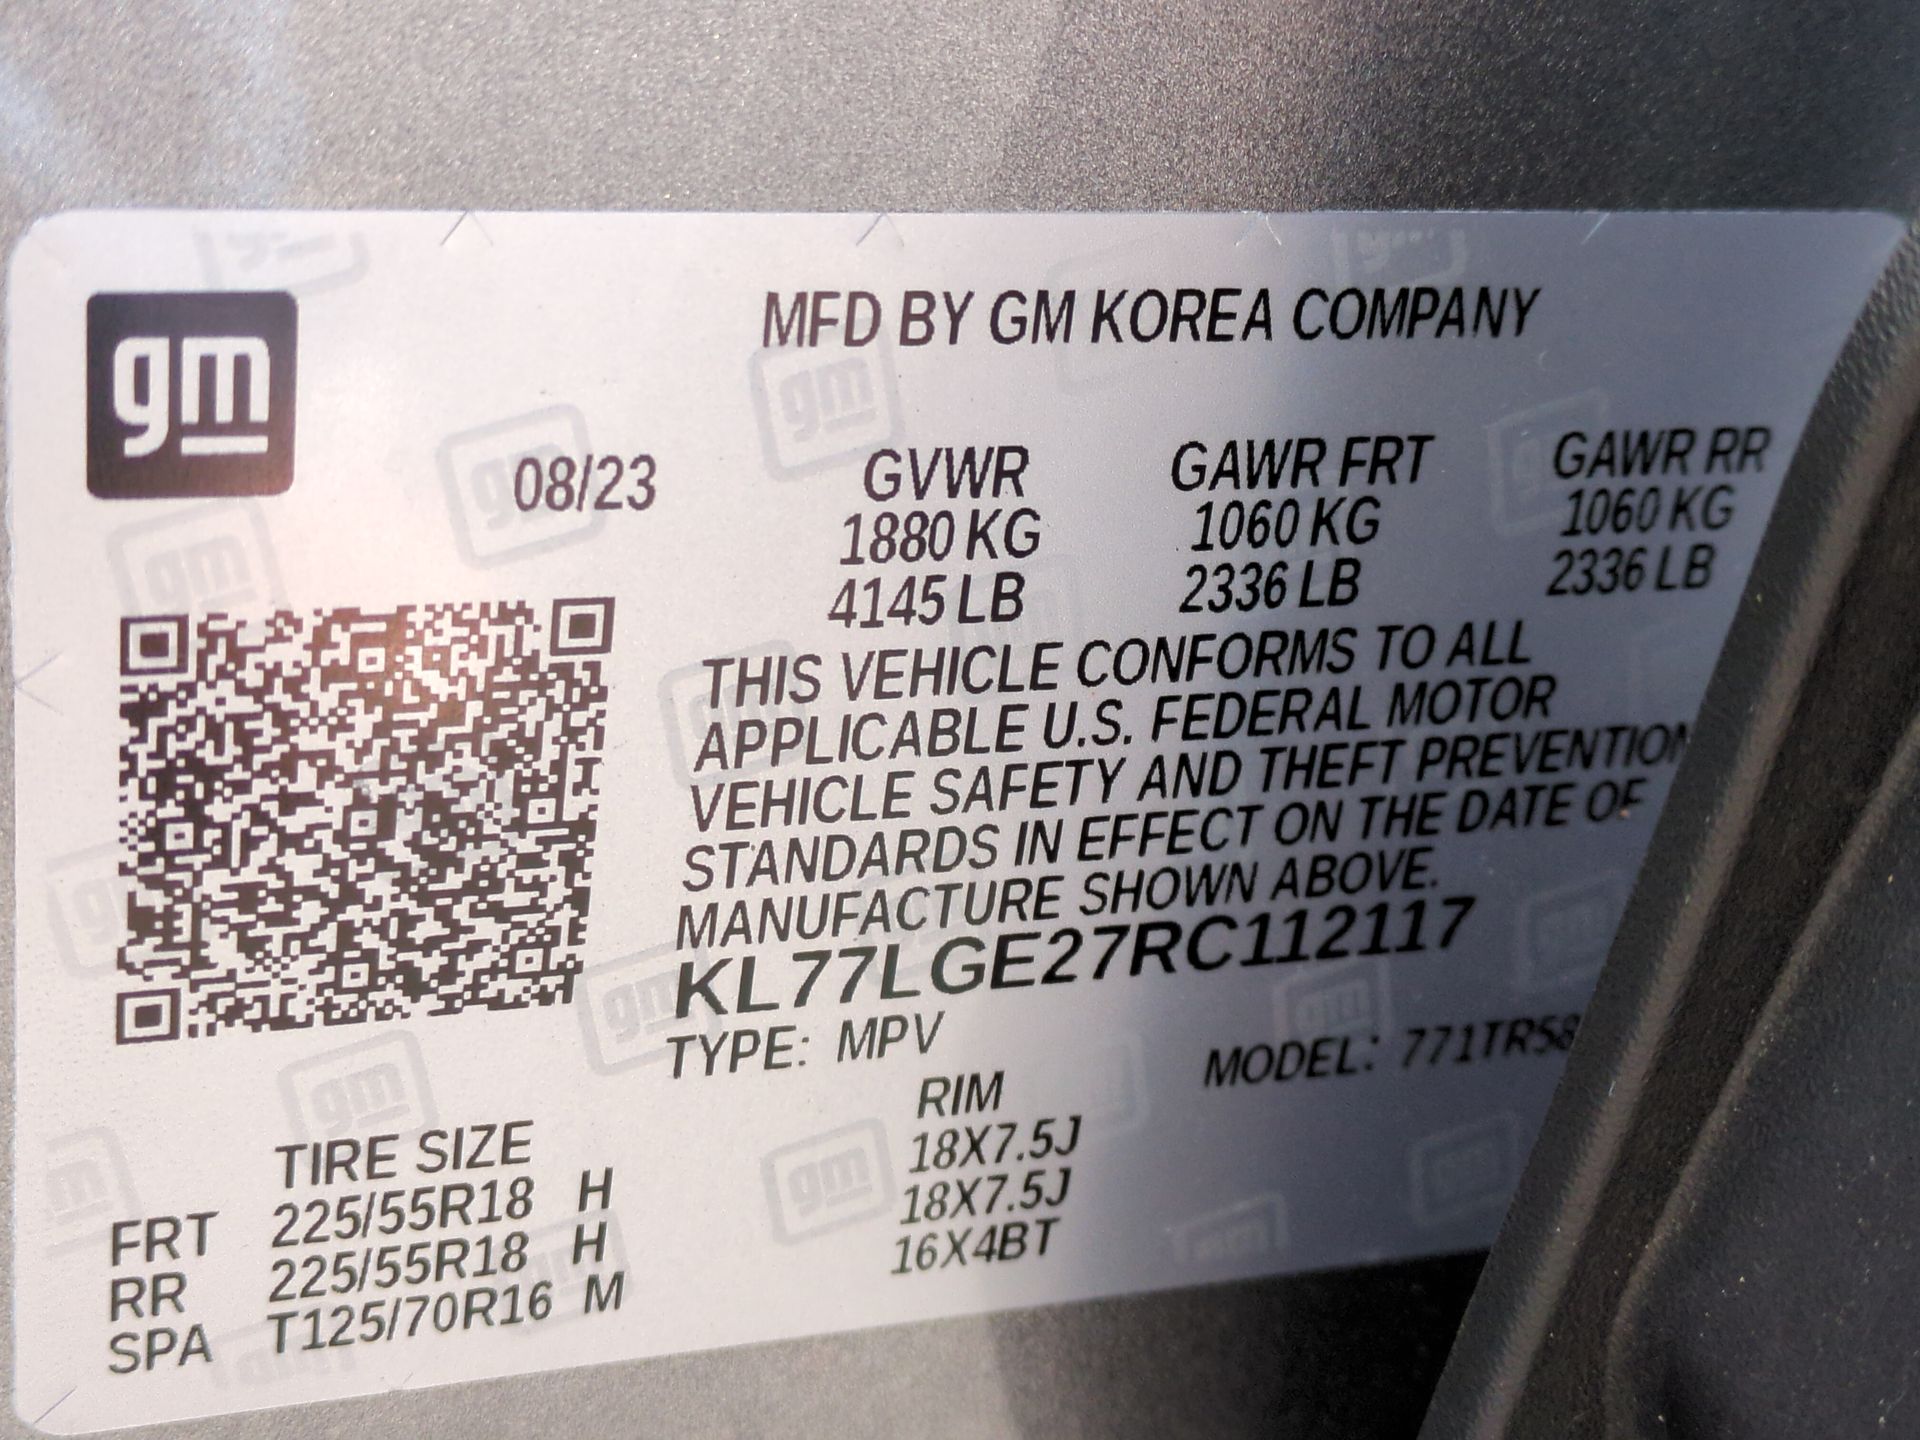 gm
MFD BY GM KOREA COMPANY
08/23
GVWR GAWR FRT GAWR RR
1880 KG 1060 KG 1060 KG
4145 LB 2336 LB 2336 LB
THIS VEHICLE CONFORMS TO ALL
APPLICABLE U.S. FEDERAL MOTOR
VEHICLE SAFETY AND THEFT PREVENTION
STANDARDS IN EFFECT ON THE DATE OF
MANUFACTURE SHOWN ABOVE.
KL77LGE27RC112117
TYPE: MPV MODEL: 771TR58
TIRE SIZE RIM
FRT 225/55R18 H 18X7.5J
RR 225/55R18 H 18X7.5J
SPA T125/70R16 M 16X4BT